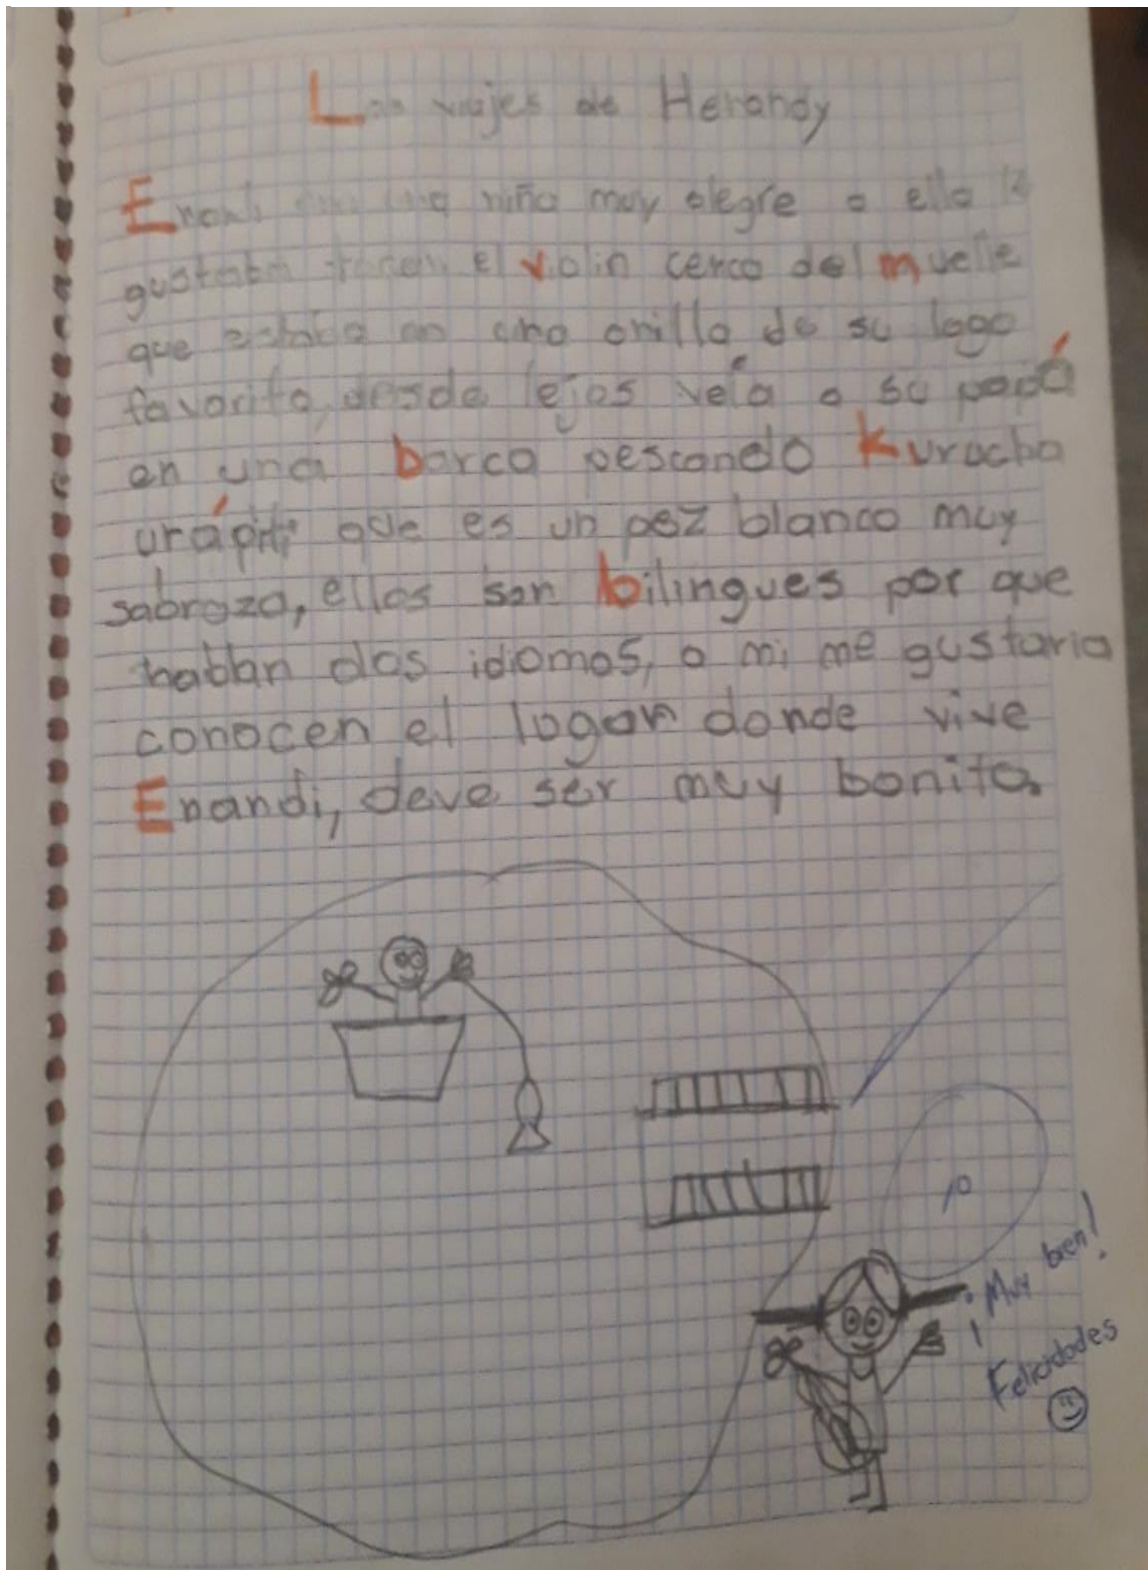 Los viajes de Herandy
Enandi una niña muy alegre a ella le
gustaba tocar el violin cerca del muelle
que estaba en una orilla de su lago
favorito, desde lejos veía a su papá
en una barca pescando Kurucha
urápiti que es un pez blanco muy
sabrozo, ellos son bilingues por que
hablan dos idiomas, a mi me gustaria
conocer el lugar donde vive
Enandi, deve ser muy bonito.
10
¡Muy bien!
Felicidades